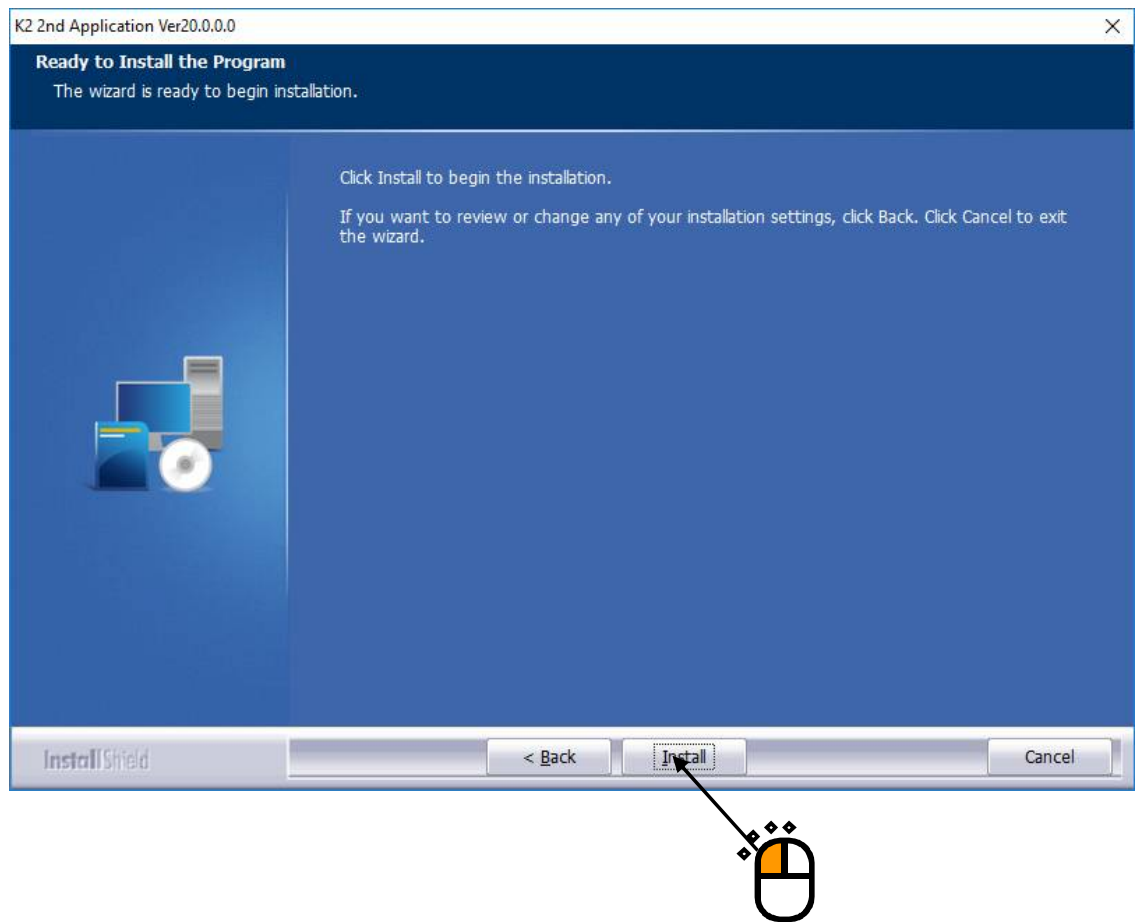 K2 2nd Application Ver20.0.0.0
Ready to Install the Program
The wizard is ready to begin installation.
Click Install to begin the installation.
If you want to review or change any of your installation settings, click Back. Click Cancel to exit
the wizard.
InstallShield
< Back
Install
Cancel